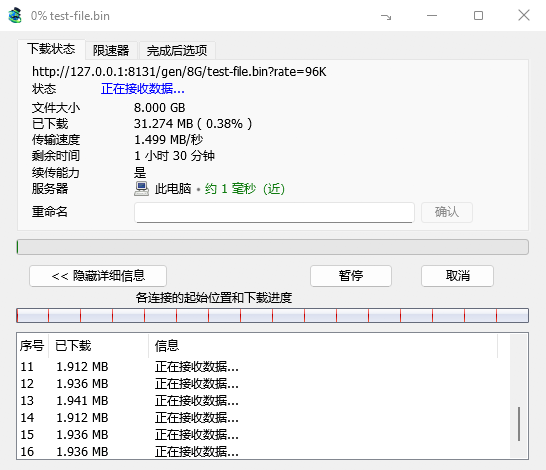 0% test-file.bin
下载状态 限速器 完成后选项
http://127.0.0.1:8131/gen/8G/test-file.bin?rate=96K
状态 正在接收数据...
文件大小 8.000 GB
已下载 31.274 MB ( 0.38% )
传输速度 1.499 MB/秒
剩余时间 1 小时 30 分钟
续传能力 是
服务器 此电脑 • 约 1 毫秒 (近)
重命名 确认
<< 隐藏详细信息 暂停 取消
各连接的起始位置和下载进度
序号 已下载 信息
11 1.912 MB 正在接收数据...
12 1.936 MB 正在接收数据...
13 1.941 MB 正在接收数据...
14 1.912 MB 正在接收数据...
15 1.936 MB 正在接收数据...
16 1.936 MB 正在接收数据...